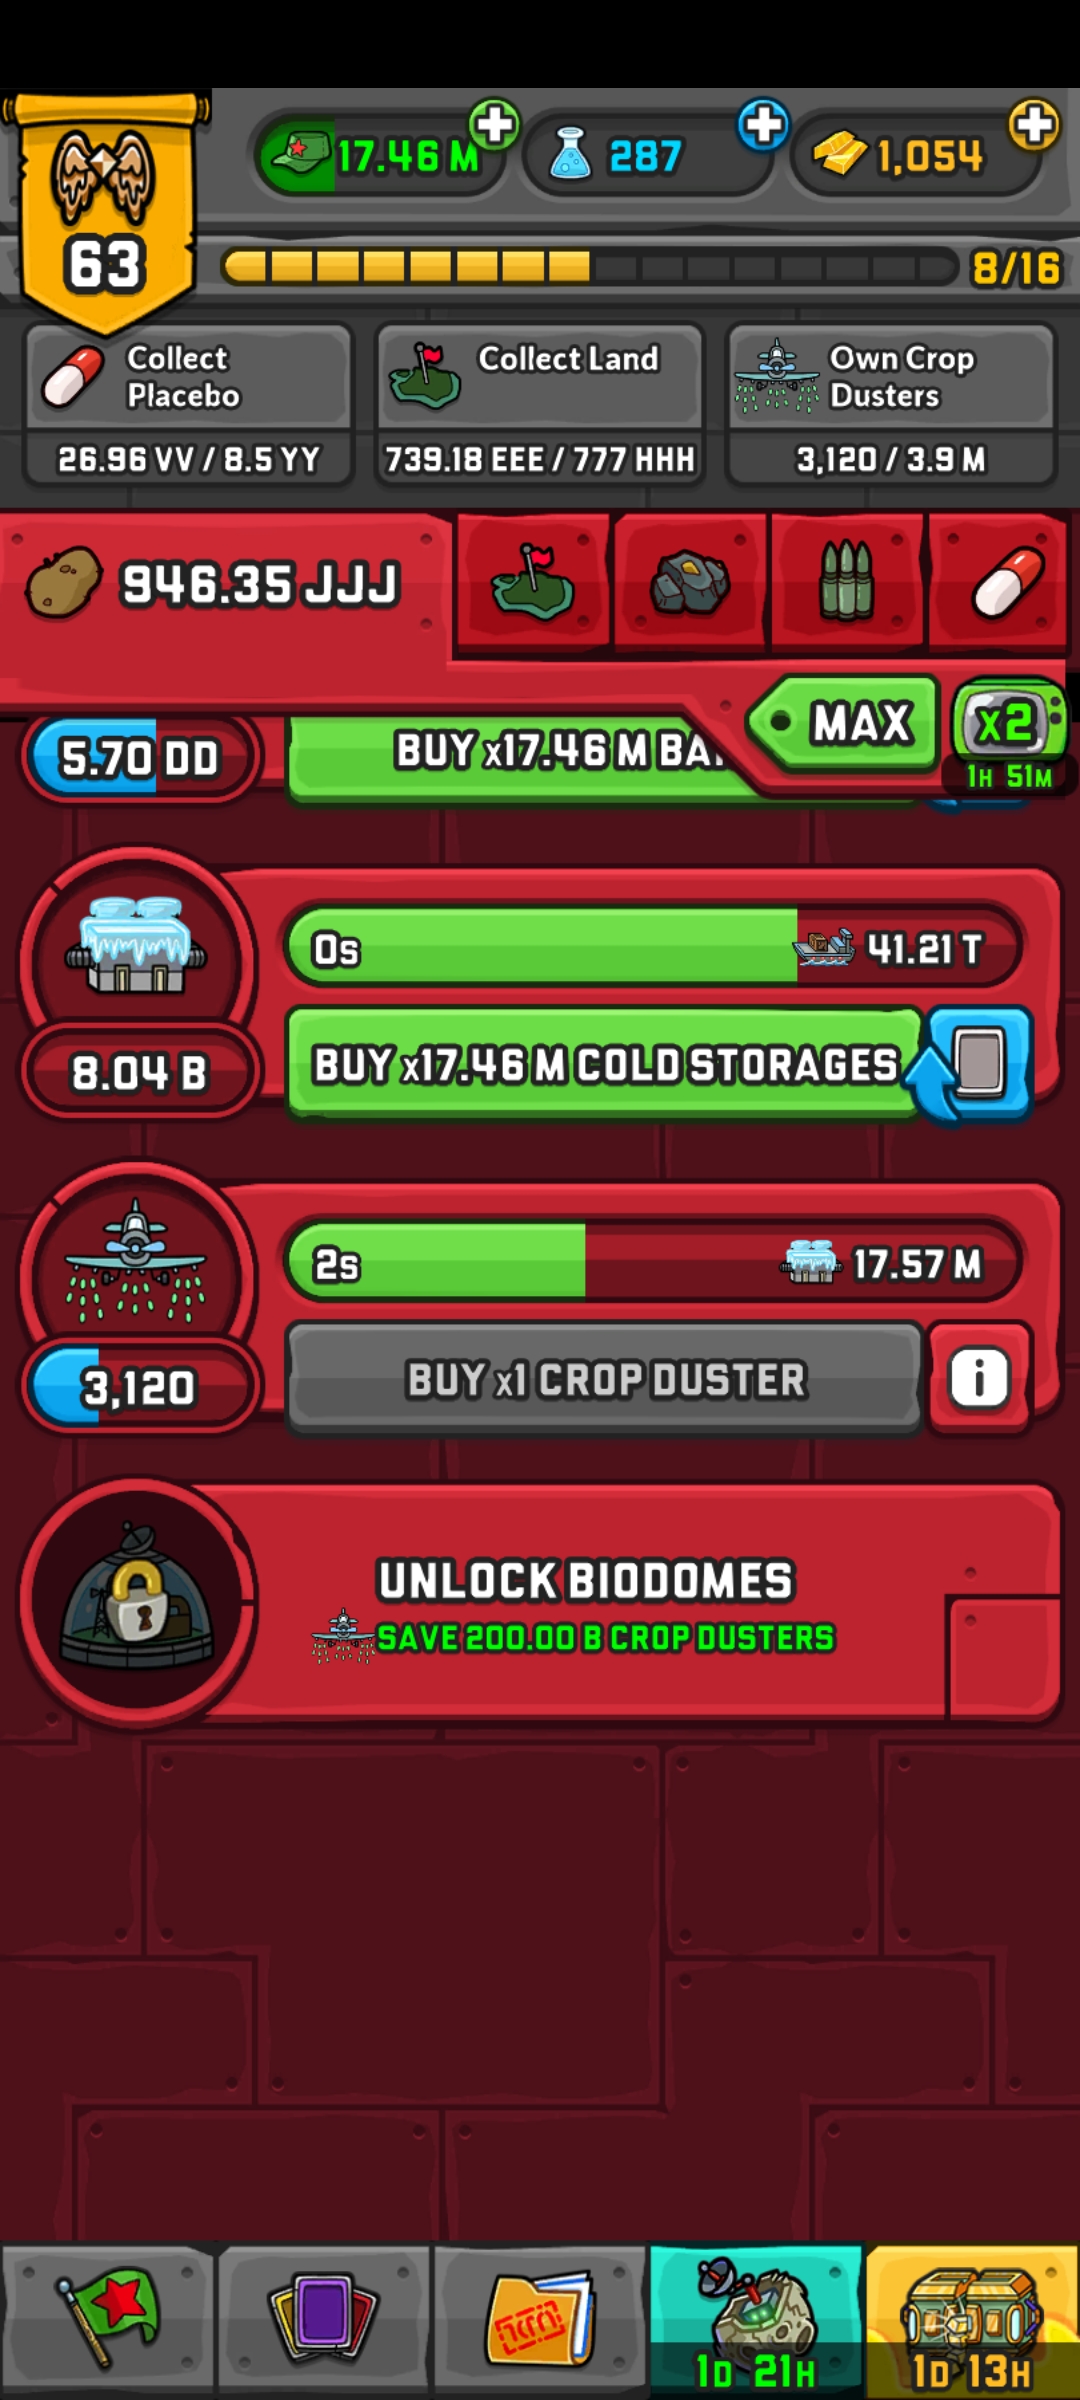 17.46 M
287
1,054
63
8/16
Collect
Placebo
26.96 VV / 8.5 YY
Collect Land
739.18 EEE / 777 HHH
Own Crop
Dusters
3,120 / 3.9 M
946.35 JJJ
MAX
x2
1H 51M
5.70 DD
BUY x17.46 M
0s
41.21 T
8.04 B
BUY x17.46 M COLD STORAGES
2s
17.57 M
3,120
BUY x1 CROP DUSTER
i
UNLOCK BIODOMES
SAVE 200.00 B CROP DUSTERS
1D 21H
1D 13H